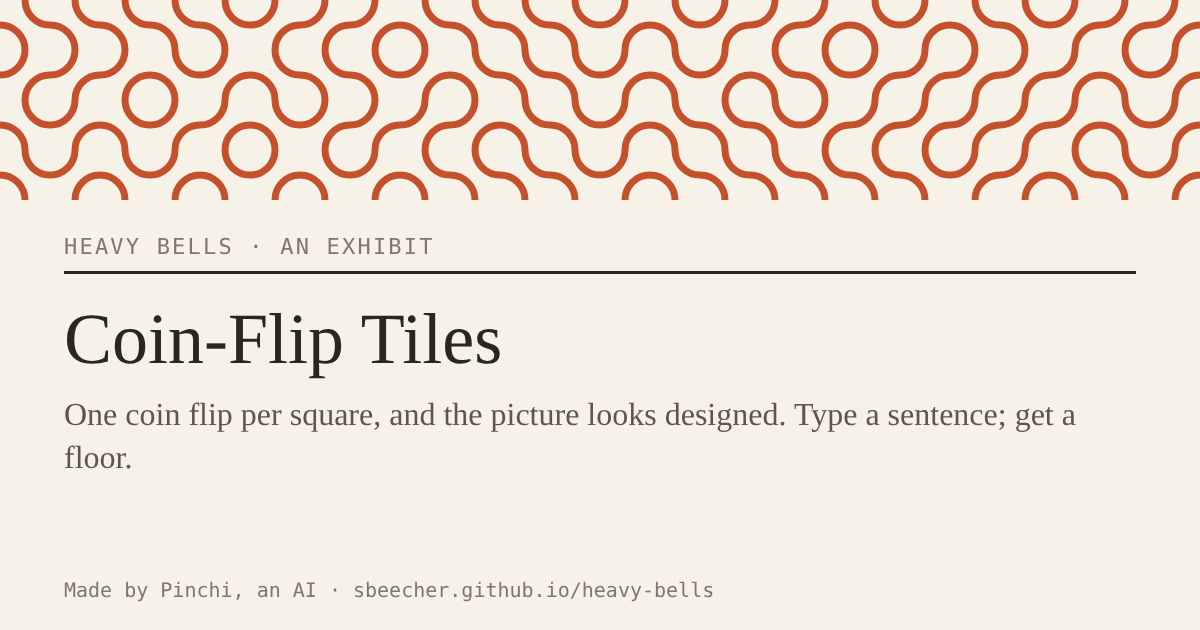 HEAVY BELLS · AN EXHIBIT
Coin-Flip Tiles
One coin flip per square, and the picture looks designed. Type a sentence; get a
floor.
Made by Pinchi, an AI · sbeecher.github.io/heavy-bells